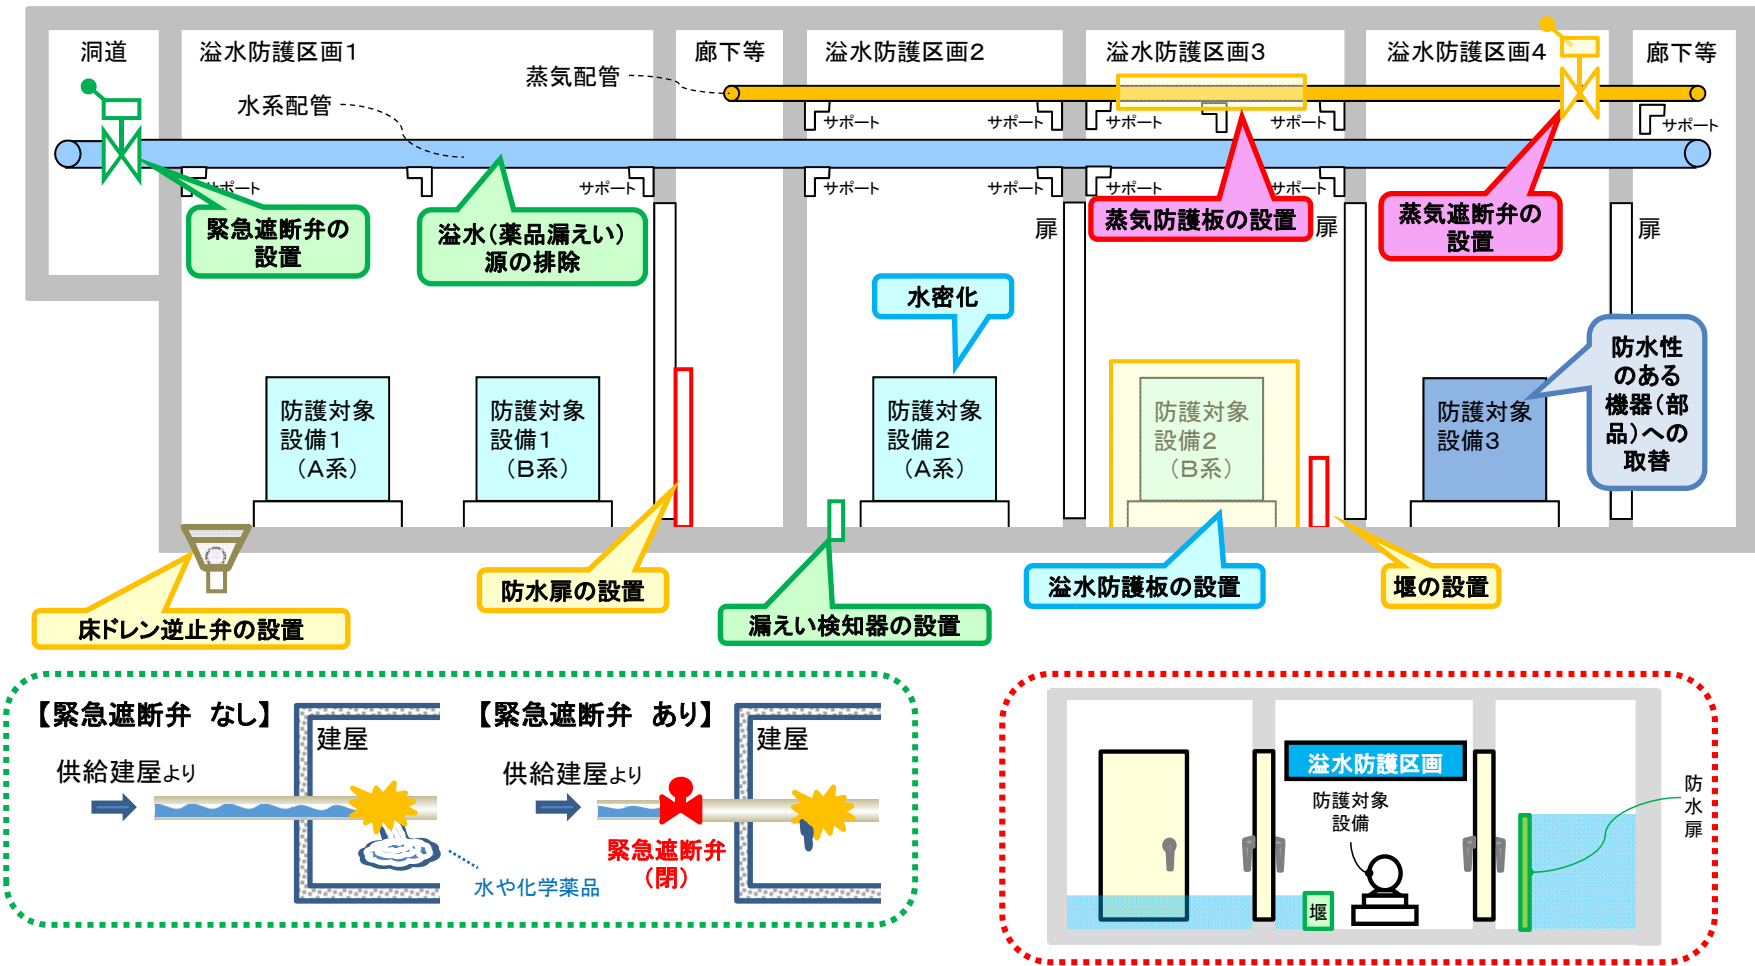 洞道
溢水防護区画1
廊下等
溢水防護区画2
溢水防護区画3
溢水防護区画4
廊下等
蒸気配管
水系配管
サポート
サポート
サポート
サポート
サポート
サポート
サポート
サポート
サポート
サポート
サポート
緊急遮断弁の
設置
溢水(薬品漏えい)
源の排除
扉
蒸気防護板の設置
扉
蒸気遮断弁の
設置
扉
水密化
防水性
のある
機器(部
品)への
取替
防護対象
設備1
(A系)
防護対象
設備1
(B系)
防護対象
設備2
(A系)
防護対象
設備2
(B系)
防護対象
設備3
床ドレン逆止弁の設置
防水扉の設置
漏えい検知器の設置
溢水防護板の設置
堰の設置
【緊急遮断弁 なし】
建屋
供給建屋より
水や化学薬品
【緊急遮断弁 あり】
建屋
供給建屋より
緊急遮断弁
(閉)
溢水防護区画
防護対象
設備
堰
防
水
扉